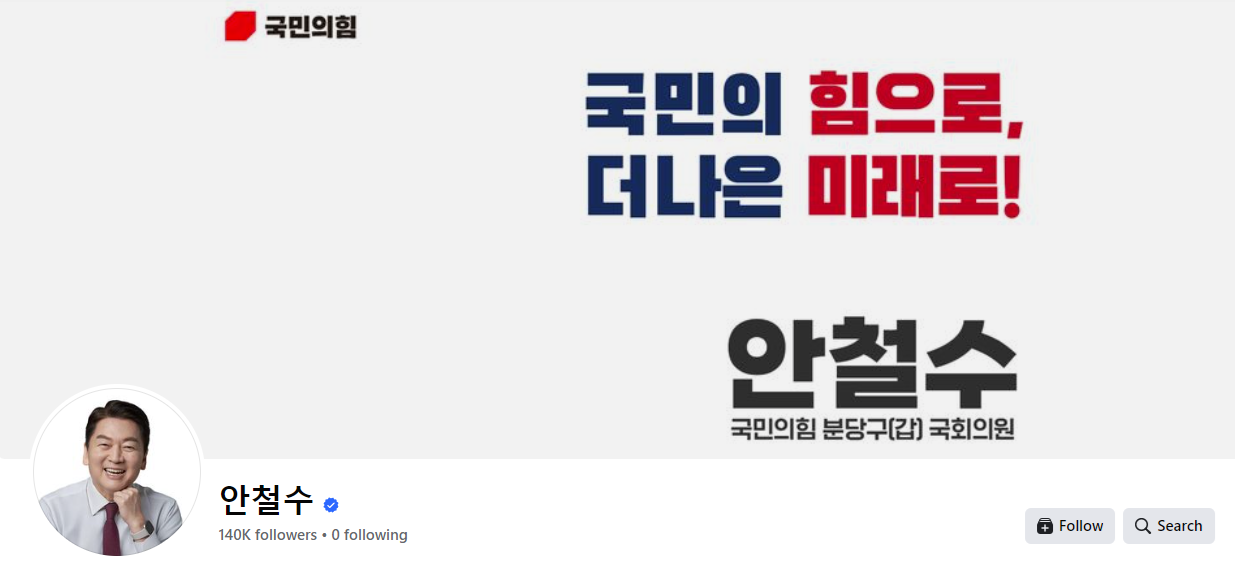 국민의힘
국민의 힘으로,
더 나은 미래로!
안철수
국민의힘 분당구(갑) 국회의원
안철수
140K followers • 0 following
Follow
Search